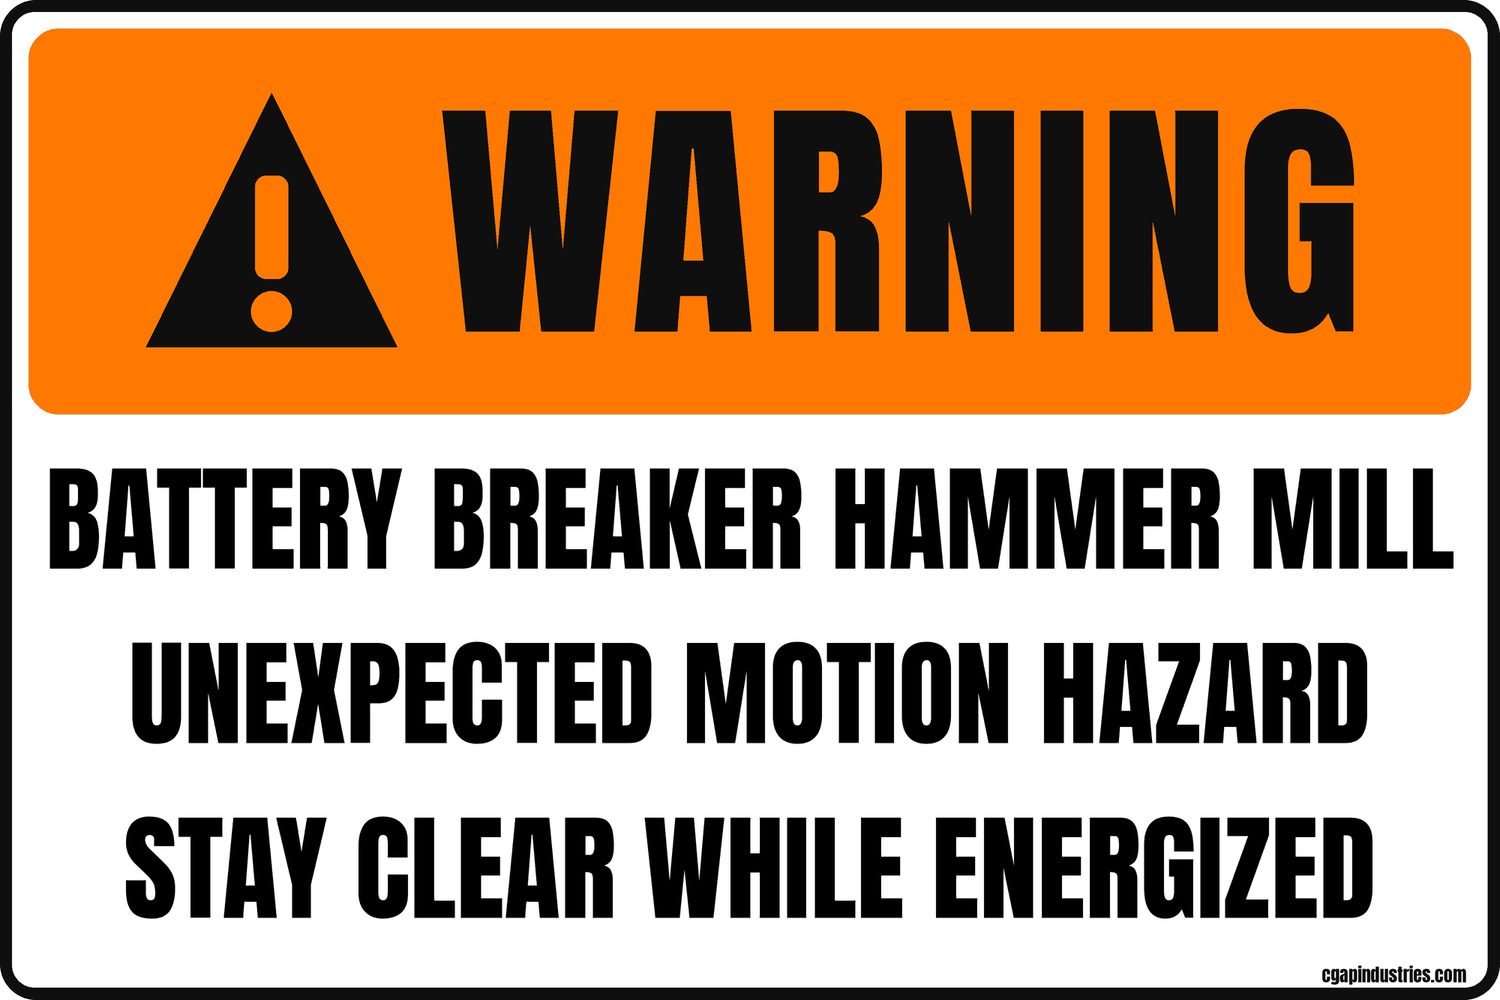 WARNING
BATTERY BREAKER HAMMER MILL
UNEXPECTED MOTION HAZARD
STAY CLEAR WHILE ENERGIZED
cgapindustries.com